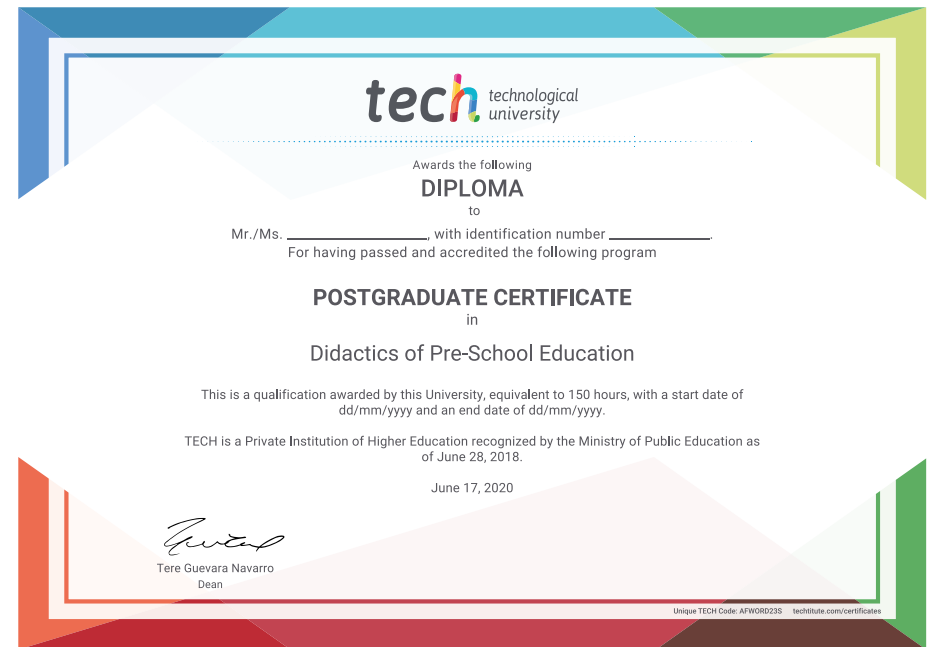 tech technological
university
Awards the following
DIPLOMA
to
Mr./Ms. ____________________, with identification number ______________.
For having passed and accredited the following program
POSTGRADUATE CERTIFICATE
in
Didactics of Pre-School Education
This is a qualification awarded by this University, equivalent to 150 hours, with a start date of
dd/mm/yyyy and an end date of dd/mm/yyyy.
TECH is a Private Institution of Higher Education recognized by the Ministry of Public Education as
of June 28, 2018.
June 17, 2020
Tere Guevara Navarro
Dean
Unique TECH Code: AFWORD23S techtitute.com/certificates